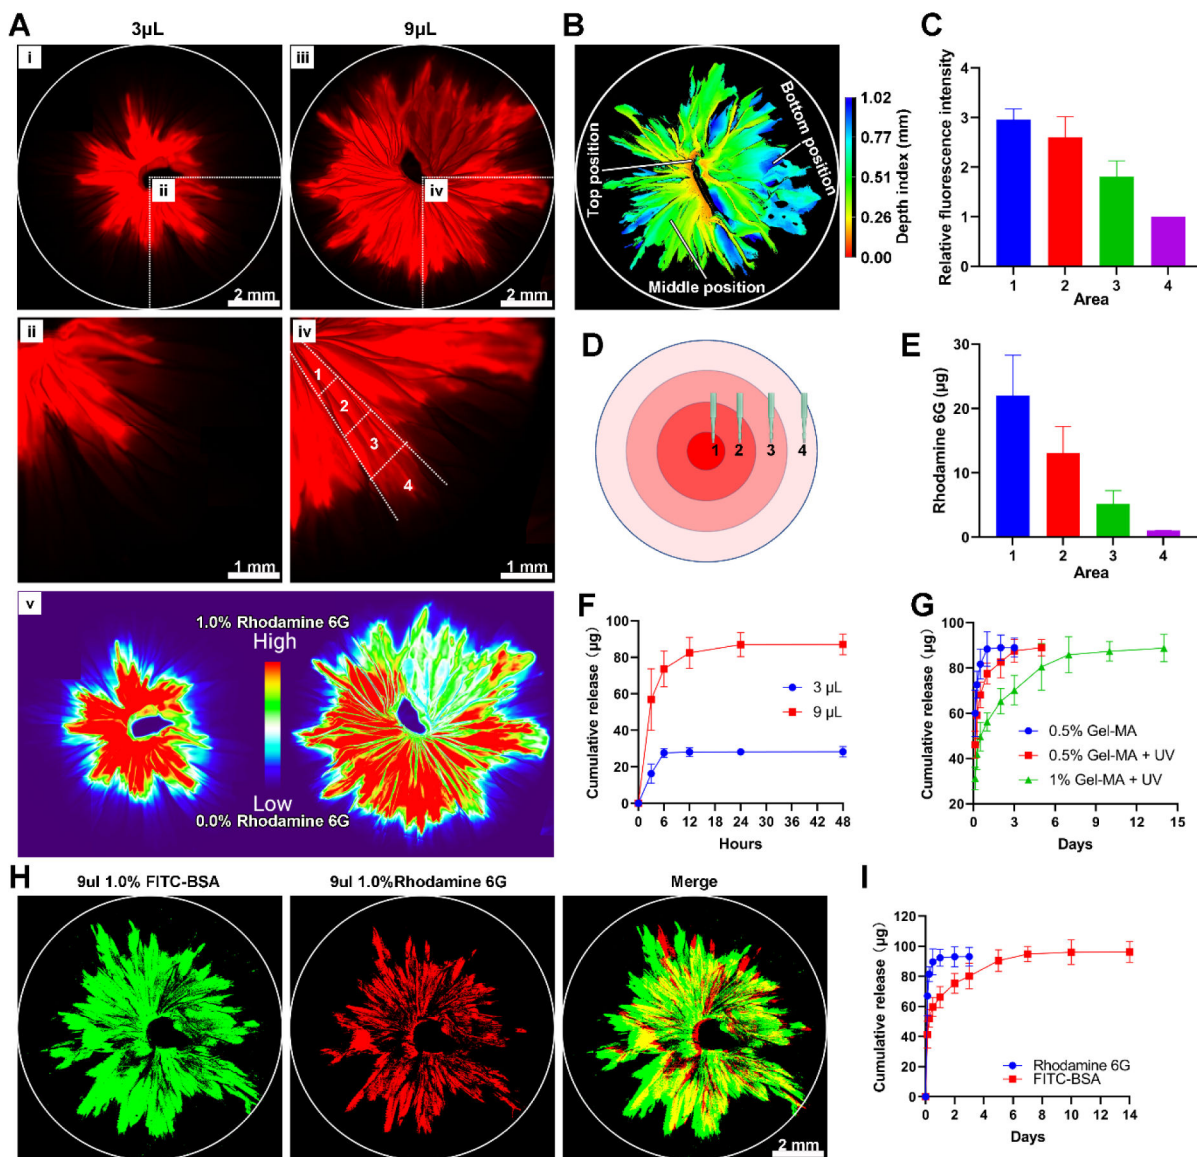 A
3µL
9µL
i
ii
2 mm
iii
iv
2 mm
ii
1 mm
iv
1
2
3
4
1 mm
v
1.0% Rhodamine 6G
High
Low
0.0% Rhodamine 6G
B
Top position
Middle position
Bottom position
1.02
0.77
0.51
0.26
0.00
Depth index (mm)
C
Relative fluorescence intensity
4
3
2
1
0
1 2 3 4
Area
D
1 2 3 4
E
Rhodamine 6G (µg)
30
20
10
0
1 2 3 4
Area
F
Cumulative release (µg)
100
80
60
40
20
0
3 µL
9 µL
0 6 12 18 24 30 36 42 48
Hours
G
Cumulative release (µg)
100
80
60
40
20
0.5% Gel-MA
0.5% Gel-MA + UV
1% Gel-MA + UV
0 3 6 9 12 15
Days
H
9ul 1.0% FITC-BSA
9ul 1.0%Rhodamine 6G
Merge
2 mm
I
Cumulative release (µg)
120
100
80
60
40
20
0
Rhodamine 6G
FITC-BSA
0 2 4 6 8 10 12 14
Days